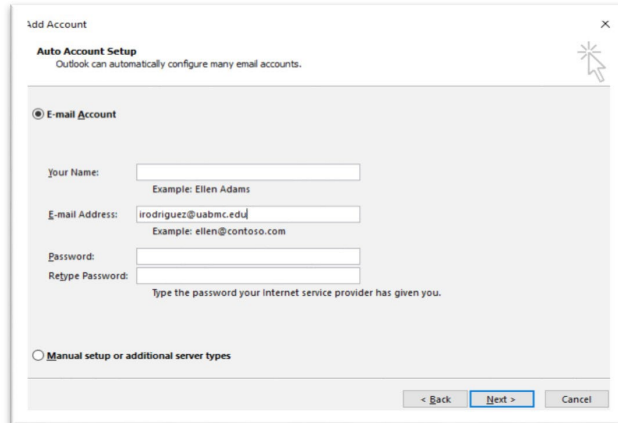 Add Account
Auto Account Setup
Outlook can automatically configure many email accounts.
E-mail Account
Your Name:
Example: Ellen Adams
E-mail Address: irodriguez@uabmc.edu
Example: ellen@contoso.com
Password:
Retype Password:
Type the password your Internet service provider has given you.
Manual setup or additional server types
< Back Next > Cancel